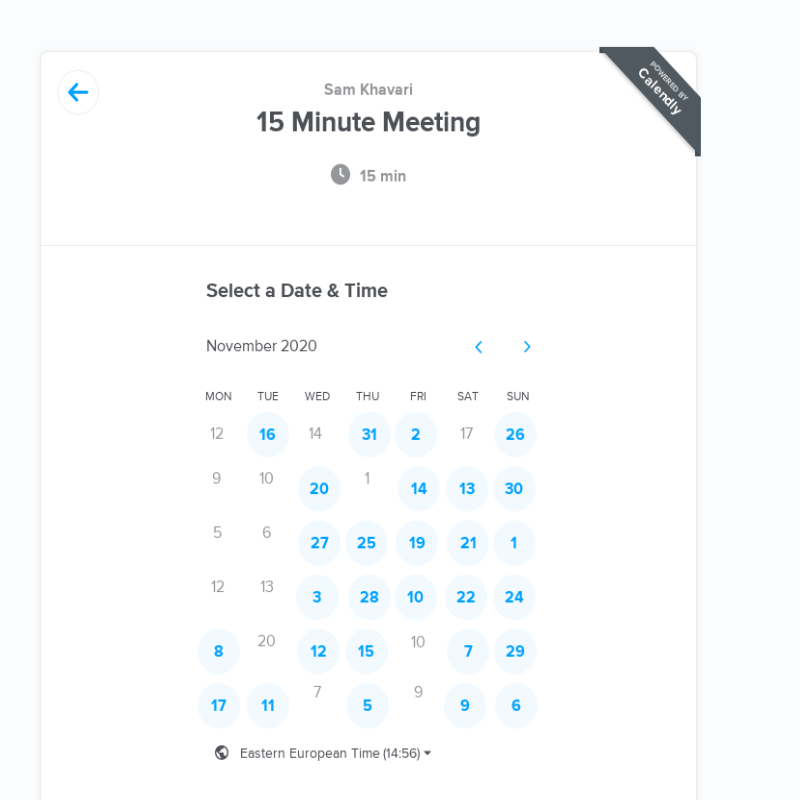 POWERED BY
Calendly
Sam Khavari
15 Minute Meeting
15 min
Select a Date & Time
November 2020
MON TUE WED THU FRI SAT SUN
12 16 14 31 2 17 26
9 10 20 1 14 13 30
5 6 27 25 19 21 1
12 13 3 28 10 22 24
8 20 12 15 10 7 29
17 11 7 5 9 9 6
Eastern European Time (14:56)